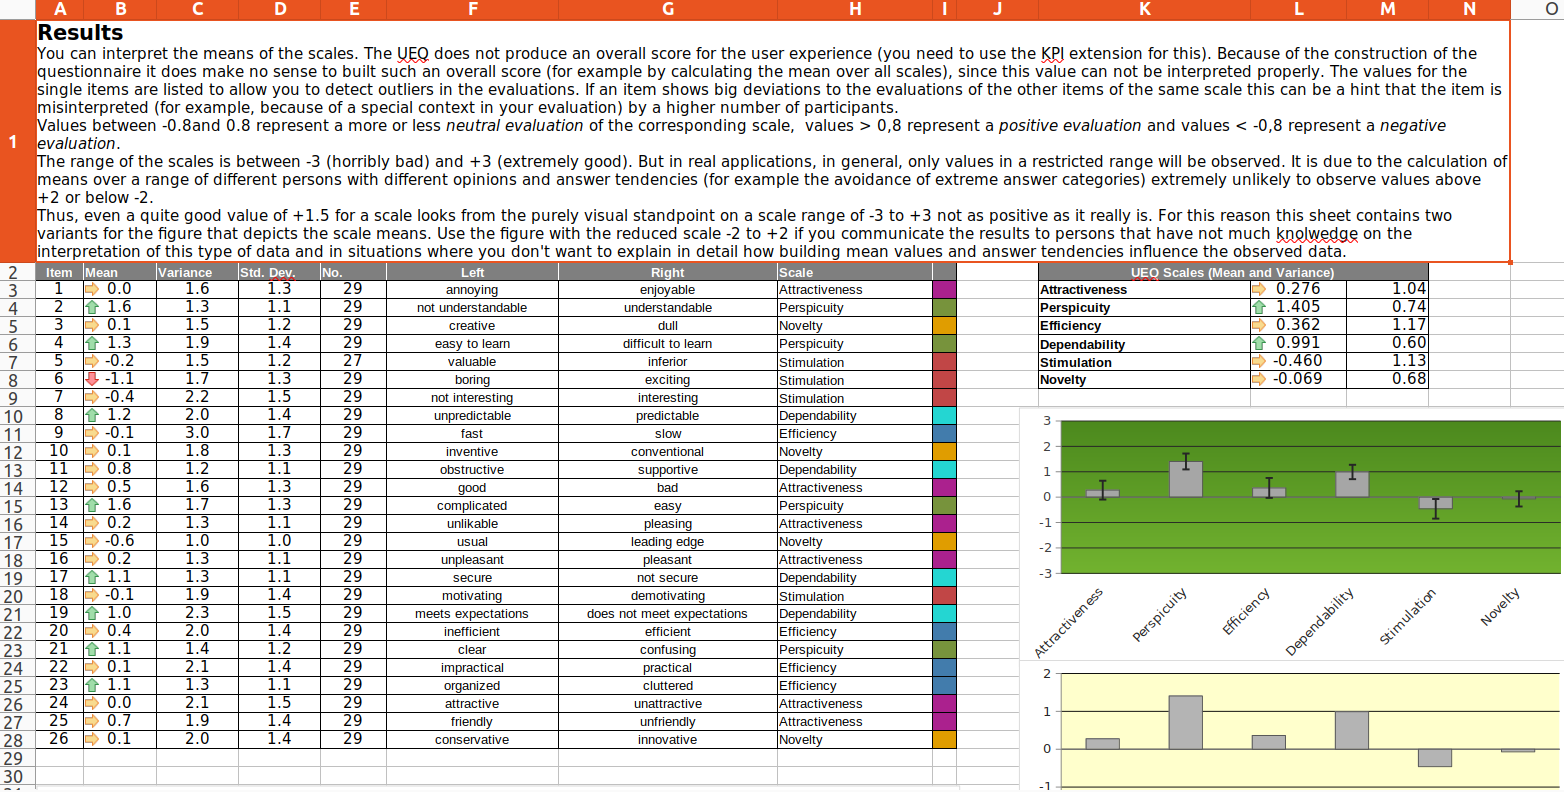 A B C D E F G H I J K L M N O
1
Results
You can interpret the means of the scales. The UEQ does not produce an overall score for the user experience (you need to use the KPI extension for this). Because of the construction of the
questionnaire it does make no sense to built such an overall score (for example by calculating the mean over all scales), since this value can not be interpreted properly. The values for the
single items are listed to allow you to detect outliers in the evaluations. If an item shows big deviations to the evaluations of the other items of the same scale this can be a hint that the item is
misinterpreted (for example, because of a special context in your evaluation) by a higher number of participants.
Values between -0.8and 0.8 represent a more or less neutral evaluation of the corresponding scale,  values > 0,8 represent a positive evaluation and values < -0,8 represent a negative
evaluation.
The range of the scales is between -3 (horribly bad) and +3 (extremely good). But in real applications, in general, only values in a restricted range will be observed. It is due to the calculation of
means over a range of different persons with different opinions and answer tendencies (for example the avoidance of extreme answer categories) extremely unlikely to observe values above
+2 or below -2.
Thus, even a quite good value of +1.5 for a scale looks from the purely visual standpoint on a scale range of -3 to +3 not as positive as it really is. For this reason this sheet contains two
variants for the figure that depicts the scale means. Use the figure with the reduced scale -2 to +2 if you communicate the results to persons that have not much knolwedge on the
interpretation of this type of data and in situations where you don't want to explain in detail how building mean values and answer tendencies influence the observed data.
2 Item Mean Variance Std. Dev. No. Left Right Scale UEQ Scales (Mean and Variance)
3 1 0.0 1.6 1.3 29 annoying enjoyable Attractiveness Attractiveness 0.276 1.04
4 2 1.6 1.3 1.1 29 not understandable understandable Perspicuity Perspicuity 1.405 0.74
5 3 0.1 1.5 1.2 29 creative dull Novelty Efficiency 0.362 1.17
6 4 1.3 1.9 1.4 29 easy to learn difficult to learn Perspicuity Dependability 0.991 0.60
7 5 -0.2 1.5 1.2 27 valuable inferior Stimulation Stimulation -0.460 1.13
8 6 -1.1 1.7 1.3 29 boring exciting Stimulation Novelty -0.069 0.68
9 7 -0.4 2.2 1.5 29 not interesting interesting Stimulation
10 8 1.2 2.0 1.4 29 unpredictable predictable Dependability
11 9 -0.1 3.0 1.7 29 fast slow Efficiency
12 10 0.1 1.8 1.3 29 inventive conventional Novelty
13 11 0.8 1.2 1.1 29 obstructive supportive Dependability
14 12 0.5 1.6 1.3 29 good bad Attractiveness
15 13 1.6 1.7 1.3 29 complicated easy Perspicuity
16 14 0.2 1.3 1.1 29 unlikable pleasing Attractiveness
17 15 -0.6 1.0 1.0 29 usual leading edge Novelty
18 16 0.2 1.3 1.1 29 unpleasant pleasant Attractiveness
19 17 1.1 1.3 1.1 29 secure not secure Dependability
20 18 -0.1 1.9 1.4 29 motivating demotivating Stimulation
21 19 1.0 2.3 1.5 29 meets expectations does not meet expectations Dependability
22 20 0.4 2.0 1.4 29 inefficient efficient Efficiency
23 21 1.1 1.4 1.2 29 clear confusing Perspicuity
24 22 0.1 2.1 1.4 29 impractical practical Efficiency
25 23 1.1 1.3 1.1 29 organized cluttered Efficiency
26 24 0.0 2.1 1.5 29 attractive unattractive Attractiveness
27 25 0.7 1.9 1.4 29 friendly unfriendly Attractiveness
28 26 0.1 2.0 1.4 29 conservative innovative Novelty
29
30
3
2
1
0
-1
-2
-3
Attractiveness Perspicuity Efficiency Dependability Stimulation Novelty
2
1
0
-1